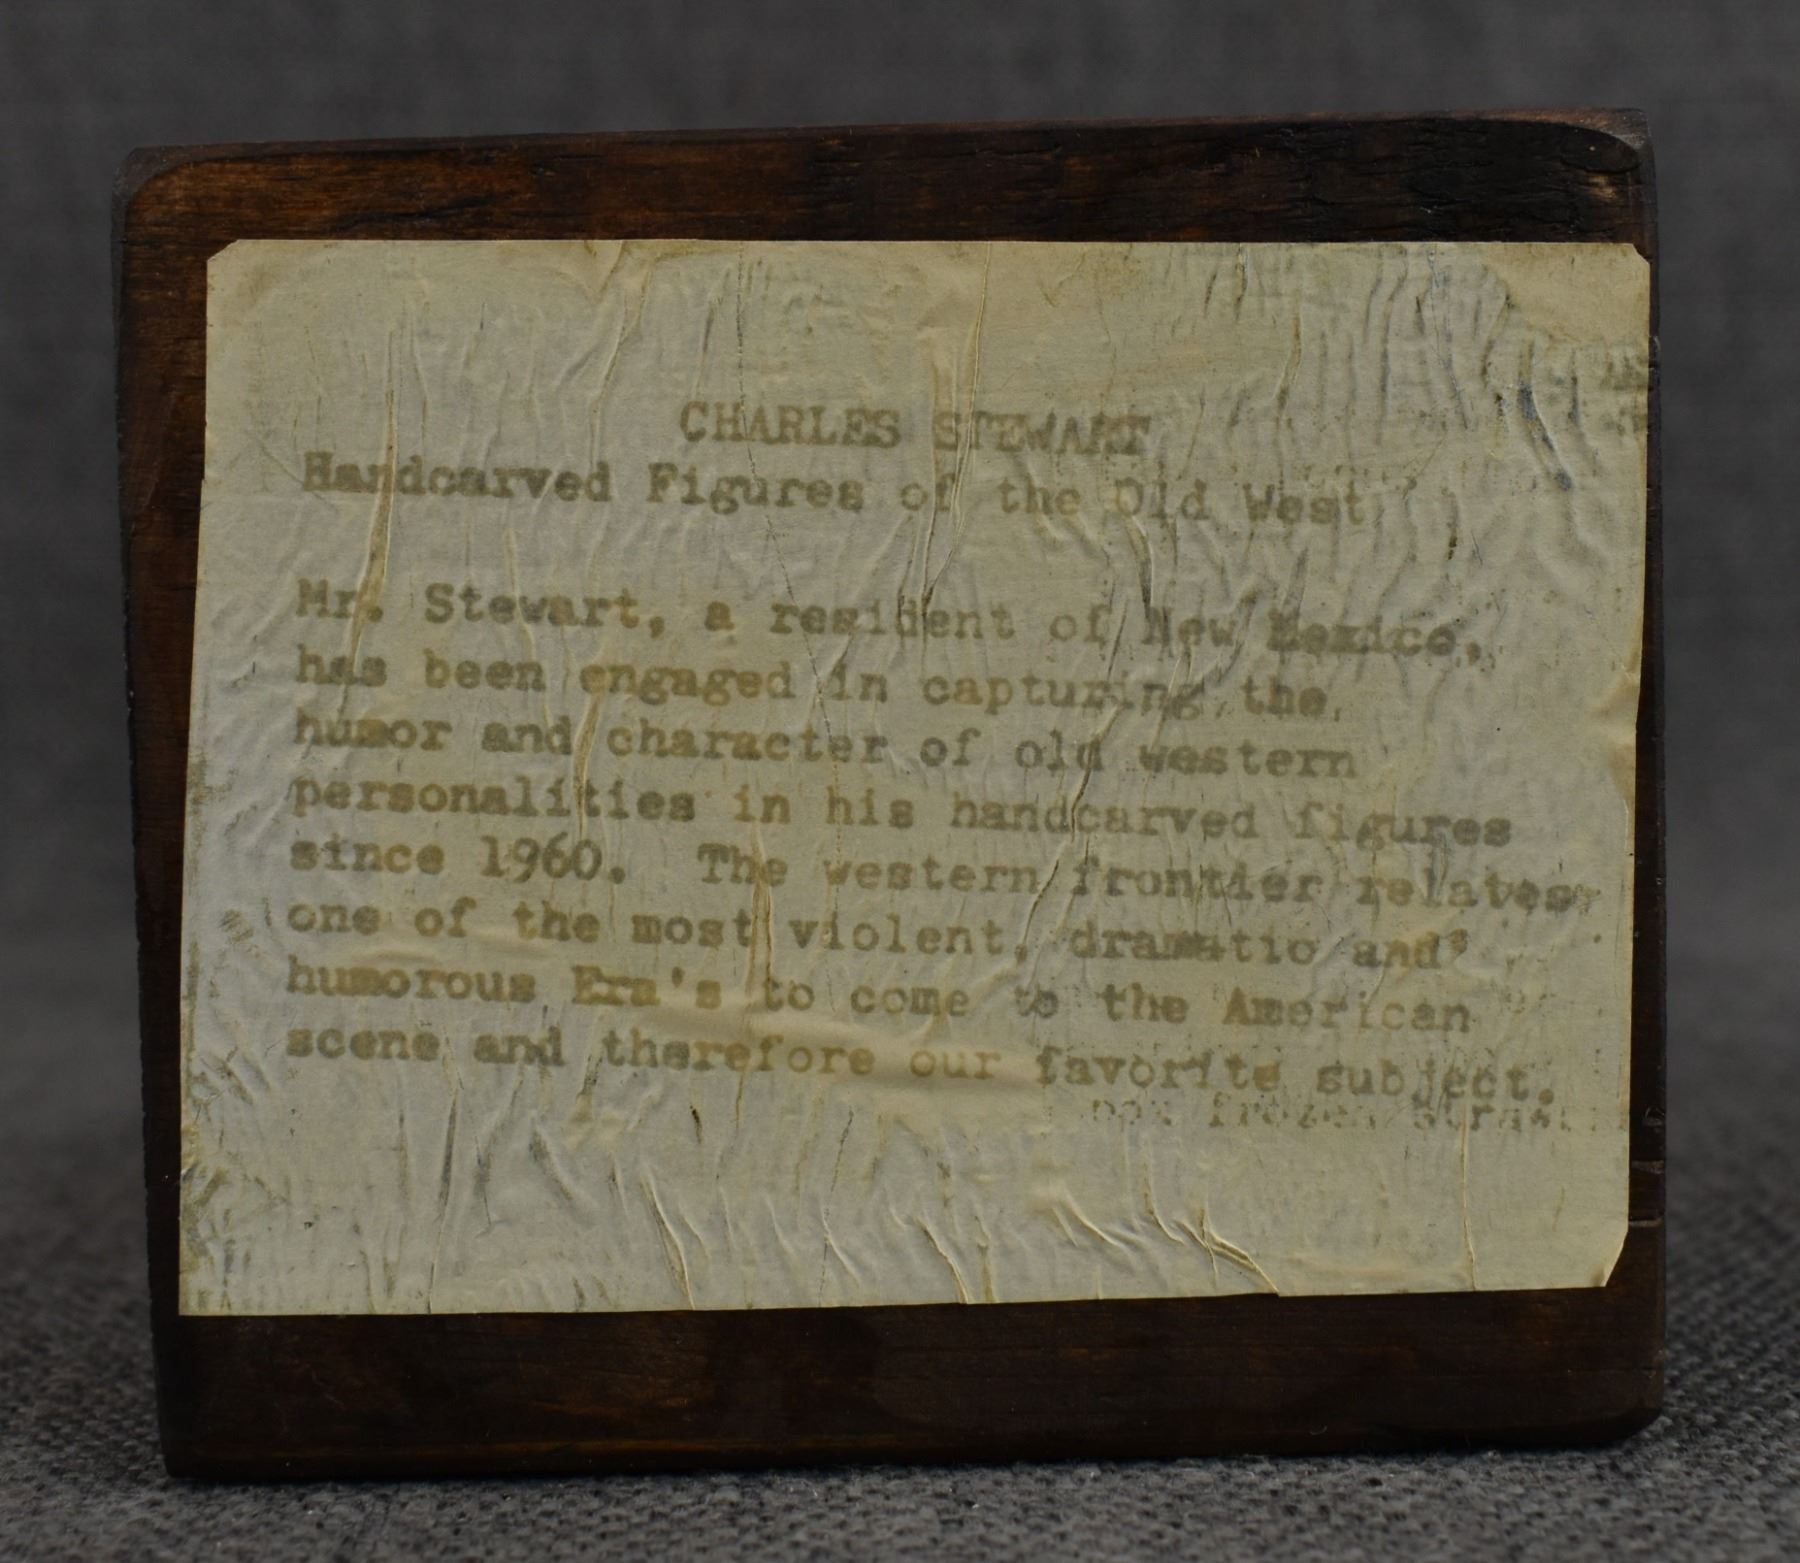 CHARLES STEWART
Handcarved Figures of the Old West
Mr. Stewart, a resident of New Mexico,
has been engaged in capturing the
humor and character of old western
personalities in his handcarved figures
since 1960. The western frontier relates
one of the most violent, dramatic and
humorous Era's to come to the American
scene and therefore our favorite subject.
frozen